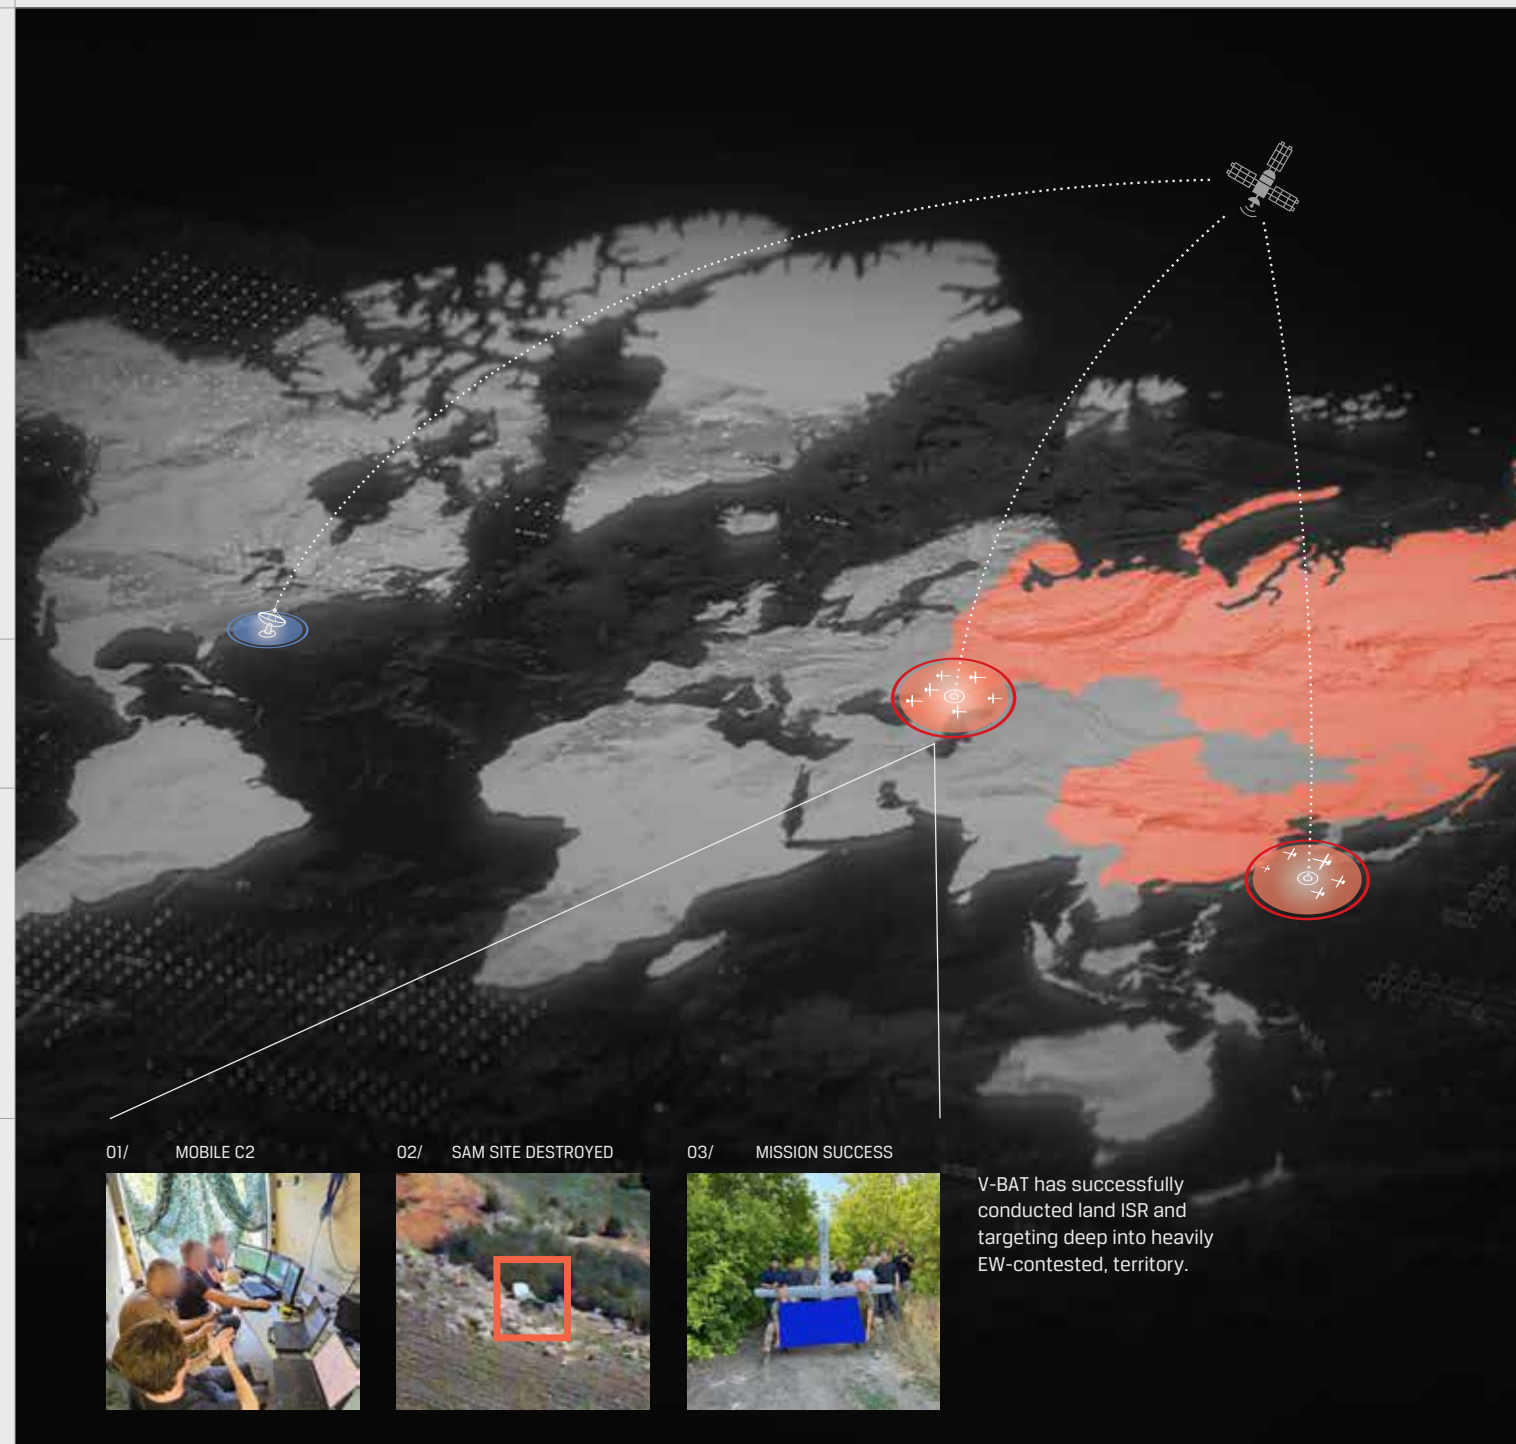 01/ MOBILE C2
02/ SAM SITE DESTROYED
03/ MISSION SUCCESS
V-BAT has successfully
conducted land ISR and
targeting deep into heavily
EW-contested, territory.